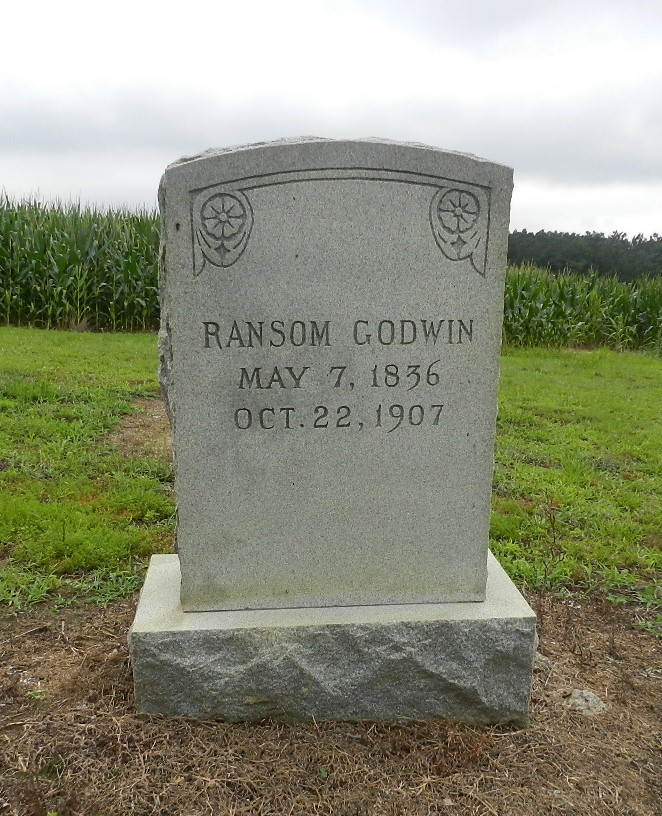 RANSOM GODWIN
MAY 7, 1836
OCT. 22, 1907